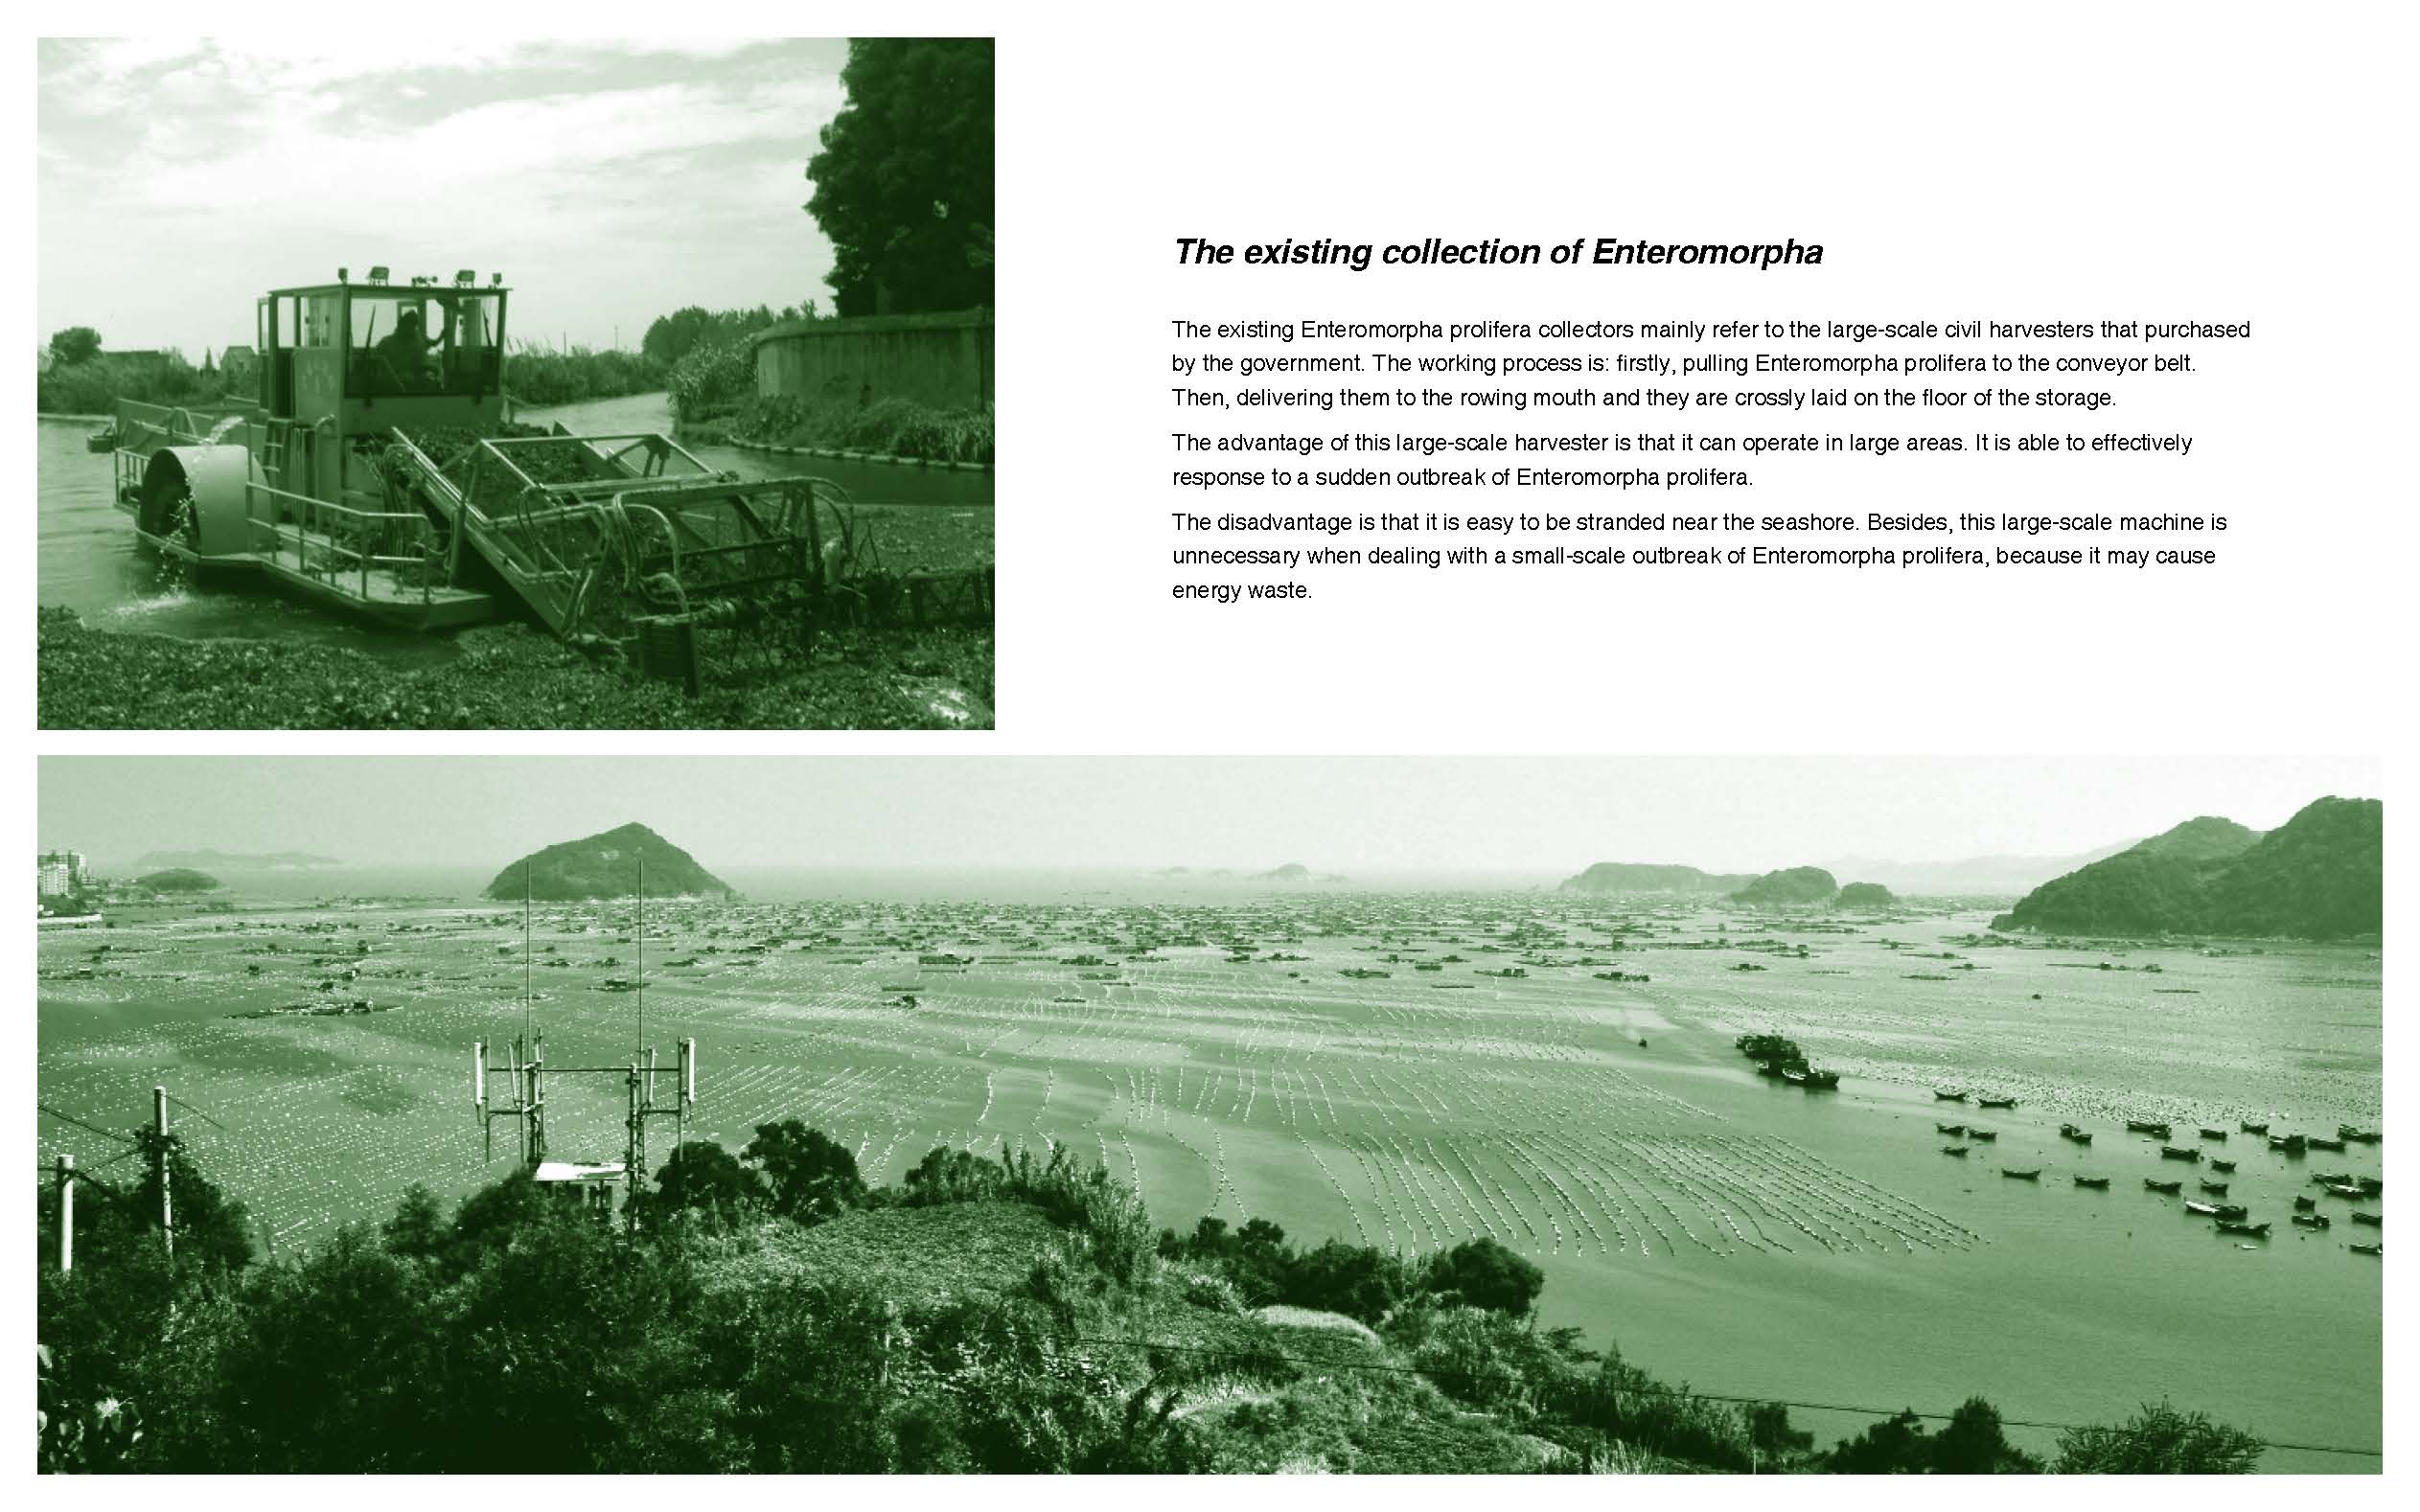 The existing collection of Enteromorpha
The existing Enteromorpha prolifera collectors mainly refer to the large-scale civil harvesters that purchased
by the government. The working process is: firstly, pulling Enteromorpha prolifera to the conveyor belt.
Then, delivering them to the rowing mouth and they are crossly laid on the floor of the storage.
The advantage of this large-scale harvester is that it can operate in large areas. It is able to effectively
response to a sudden outbreak of Enteromorpha prolifera.
The disadvantage is that it is easy to be stranded near the seashore. Besides, this large-scale machine is
unnecessary when dealing with a small-scale outbreak of Enteromorpha prolifera, because it may cause
energy waste.